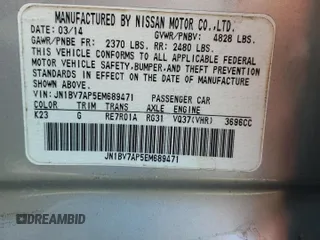 MANUFACTURED BY NISSAN MOTOR CO.,LTD.
DATE: 03/14 GVWR/PNBV: 4828 LBS.
GAWR/PNBE FR: 2370 LBS. RR: 2480 LBS.
THIS VEHICLE CONFORMS TO ALL APPLICABLE FEDERAL
MOTOR VEHICLE SAFETY,BUMPER,AND THEFT PREVENTION
STANDARDS IN EFFECT ON THE DATE OF MANUFACTURE
SHOWN ABOVE.
VIN: JN1BV7AP5EM689471 PASSENGER CAR
COLOR TRIM TRANS AXLE ENGINE
K23 G RE7R01A RG31 VQ37(VHR) 3696CC
JN1BV7AP5EM689471
DREAMBID